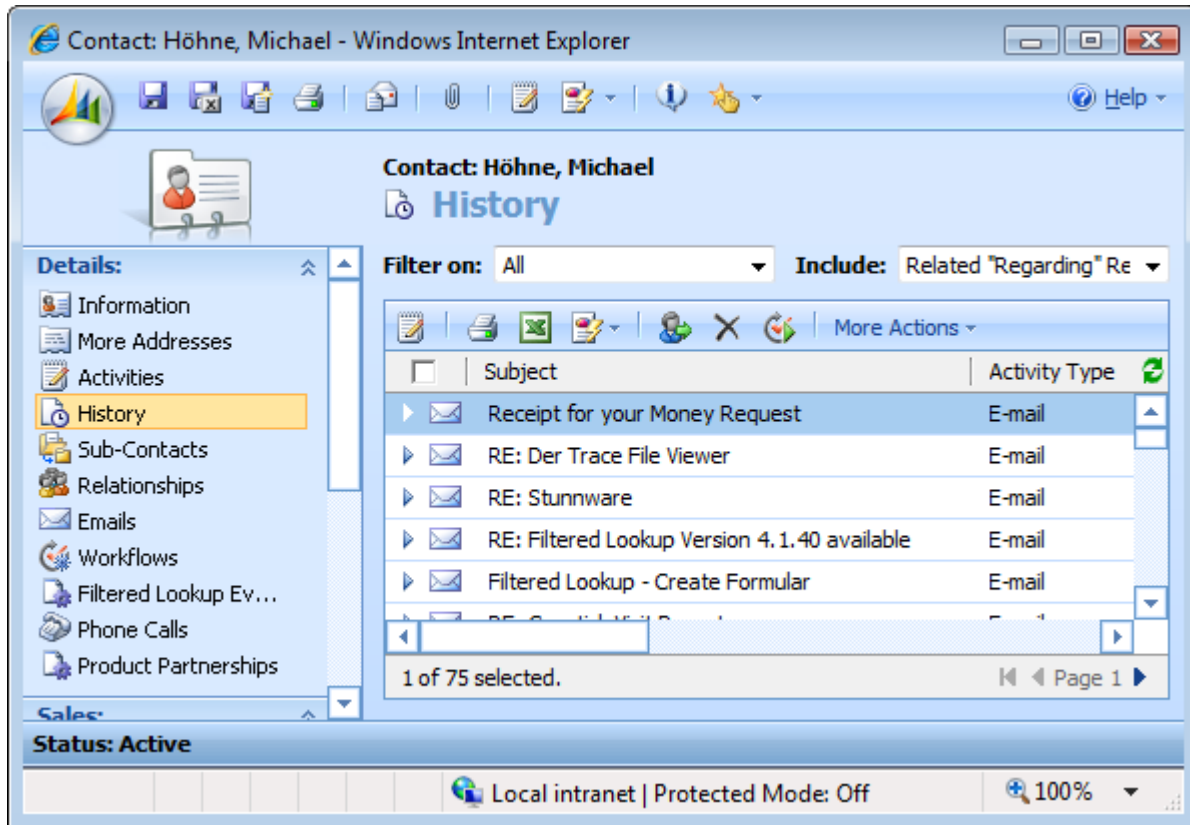 Contact: Höhne, Michael - Windows Internet Explorer
Help
Contact: Höhne, Michael
History
Details:
Information
More Addresses
Activities
History
Sub-Contacts
Relationships
Emails
Workflows
Filtered Lookup Ev...
Phone Calls
Product Partnerships
Sales:
Filter on: All Include: Related "Regarding" Re
More Actions
Subject Activity Type
Receipt for your Money Request E-mail
RE: Der Trace File Viewer E-mail
RE: Stunnware E-mail
RE: Filtered Lookup Version 4.1.40 available E-mail
Filtered Lookup - Create Formular E-mail
1 of 75 selected. Page 1
Status: Active
Local intranet | Protected Mode: Off 100%